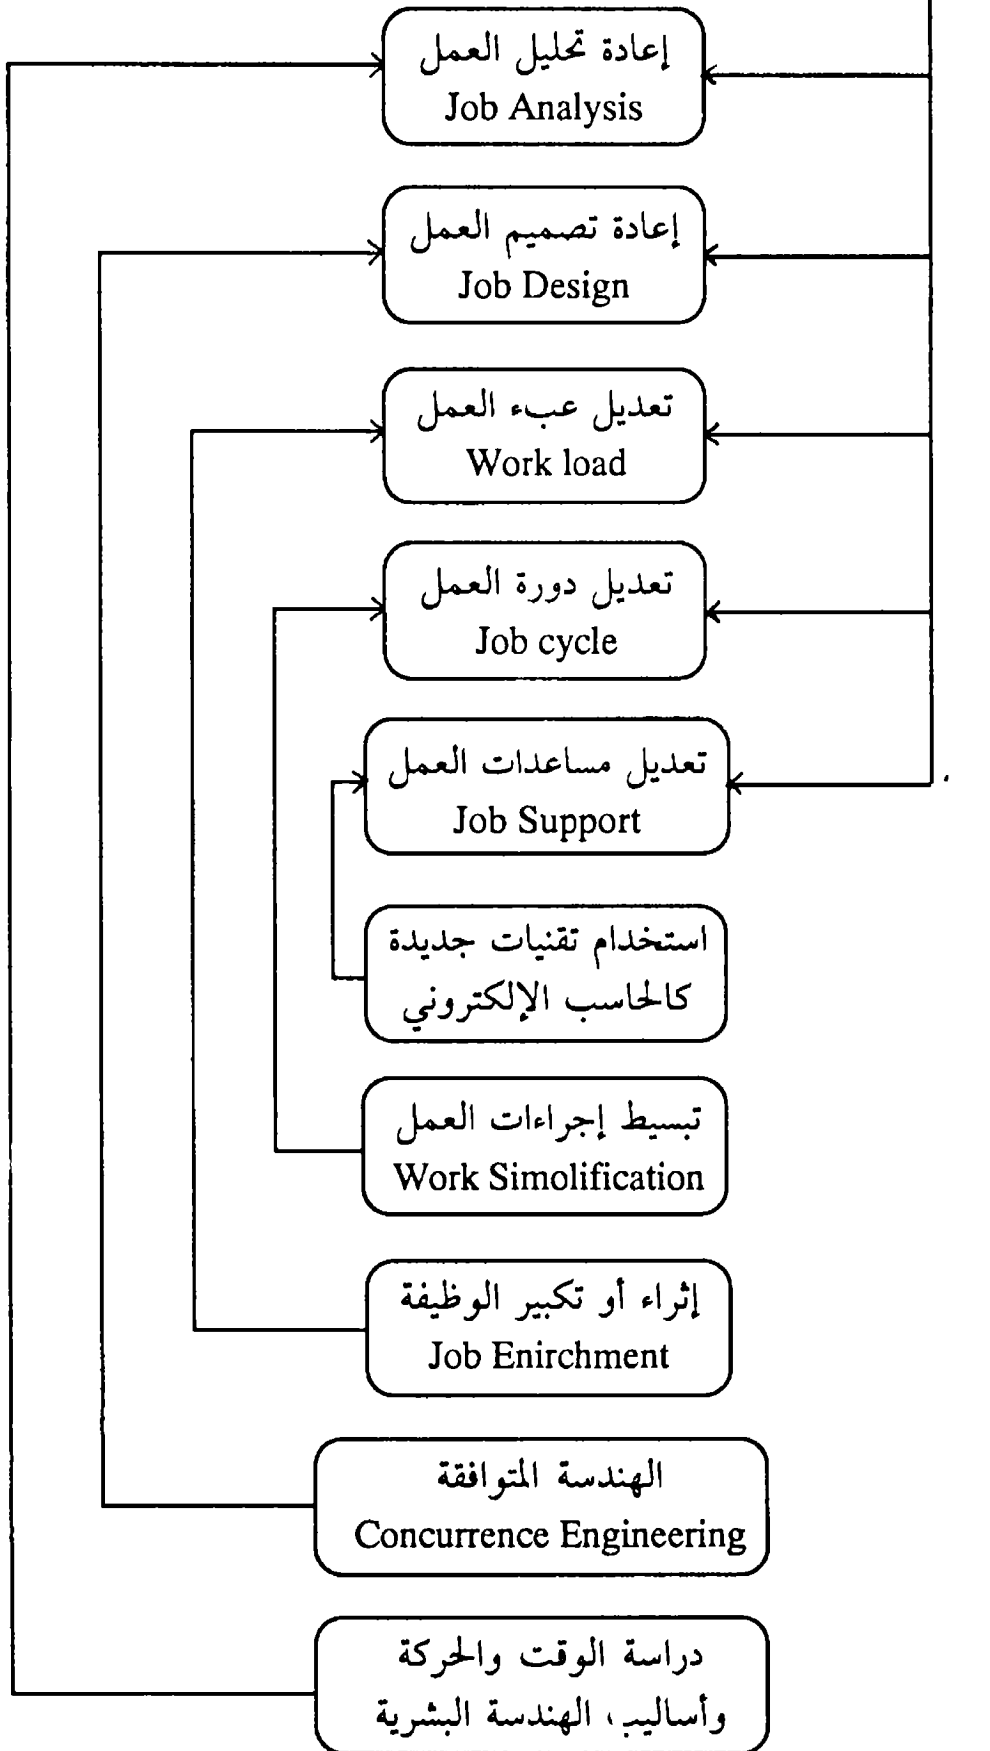 إعادة تحليل العمل
Job Analysis
إعادة تصميم العمل
Job Design
تعديل عبء العمل
Work load
تعديل دورة العمل
Job cycle
تعديل مساعدات العمل
Job Support
استخدام تقنيات جديدة
كالحاسب الإلكتروني
تبسيط إجراءات العمل
Work Simolification
إثراء أو تكبير الوظيفة
Job Enirchment
الهندسة المتوافقة
Concurrence Engineering
دراسة الوقت والحركة
وأساليب الهندسة البشرية